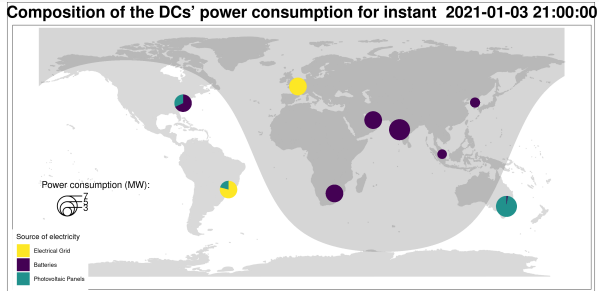 Composition of the DCs’ power consumption for instant 2021-01-03 21:00:00
Power consumption (MW):
7
5
3
Source of electricity
Electrical Grid
Batteries
Photovoltaic Panels